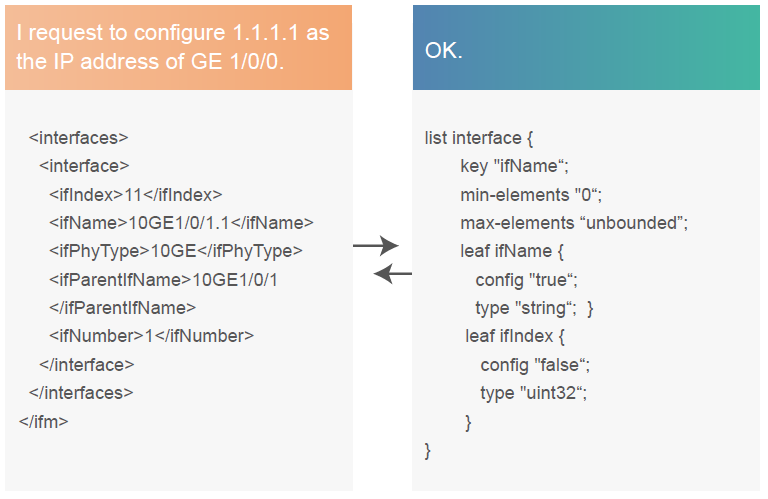 I request to configure 1.1.1.1 as
the IP address of GE 1/0/0.
<interfaces>
<interface>
<ifIndex>11</ifIndex>
<ifName>10GE1/0/1.1</ifName>
<ifPhyType>10GE</ifPhyType>
<ifParentIfName>10GE1/0/1
</ifParentIfName>
<ifNumber>1</ifNumber>
</interface>
</interfaces>
</ifm>
OK.
list interface {
key "ifName“;
min-elements "0“;
max-elements “unbounded”;
leaf ifName {
config "true“;
type "string“; }
leaf ifIndex {
config "false“;
type "uint32“;
}
}